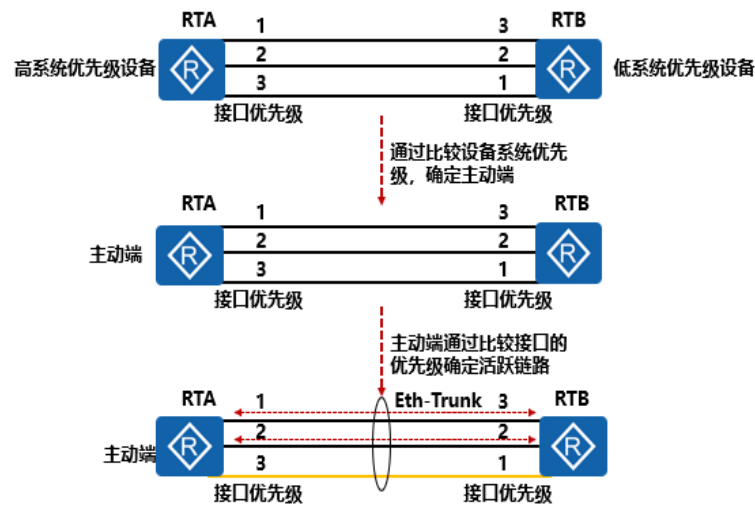 RTA 1 3 RTB
高系统优先级设备 R 2 2 R 低系统优先级设备
3 1
接口优先级 接口优先级
通过比较设备系统优先
级，确定主动端
RTA 1 3 RTB
主动端 R 2 2 R
3 1
接口优先级 接口优先级
主动端通过比较接口的
优先级确定活跃链路
RTA 1 Eth-Trunk 3 RTB
主动端 R 2 2 R
3 1
接口优先级 接口优先级